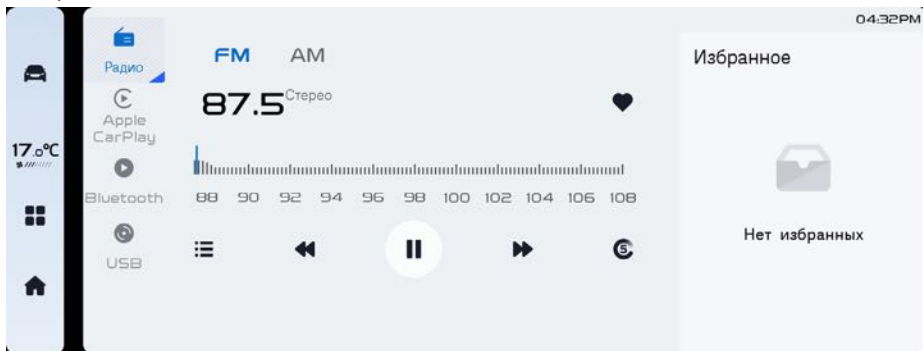 04:32PM
Радио
FM AM
Избранное
87.5 Стерео
Apple
CarPlay
17.0°C
88 90 92 94 96 98 100 102 104 106 108
Bluetooth
USB
5
Нет избранных